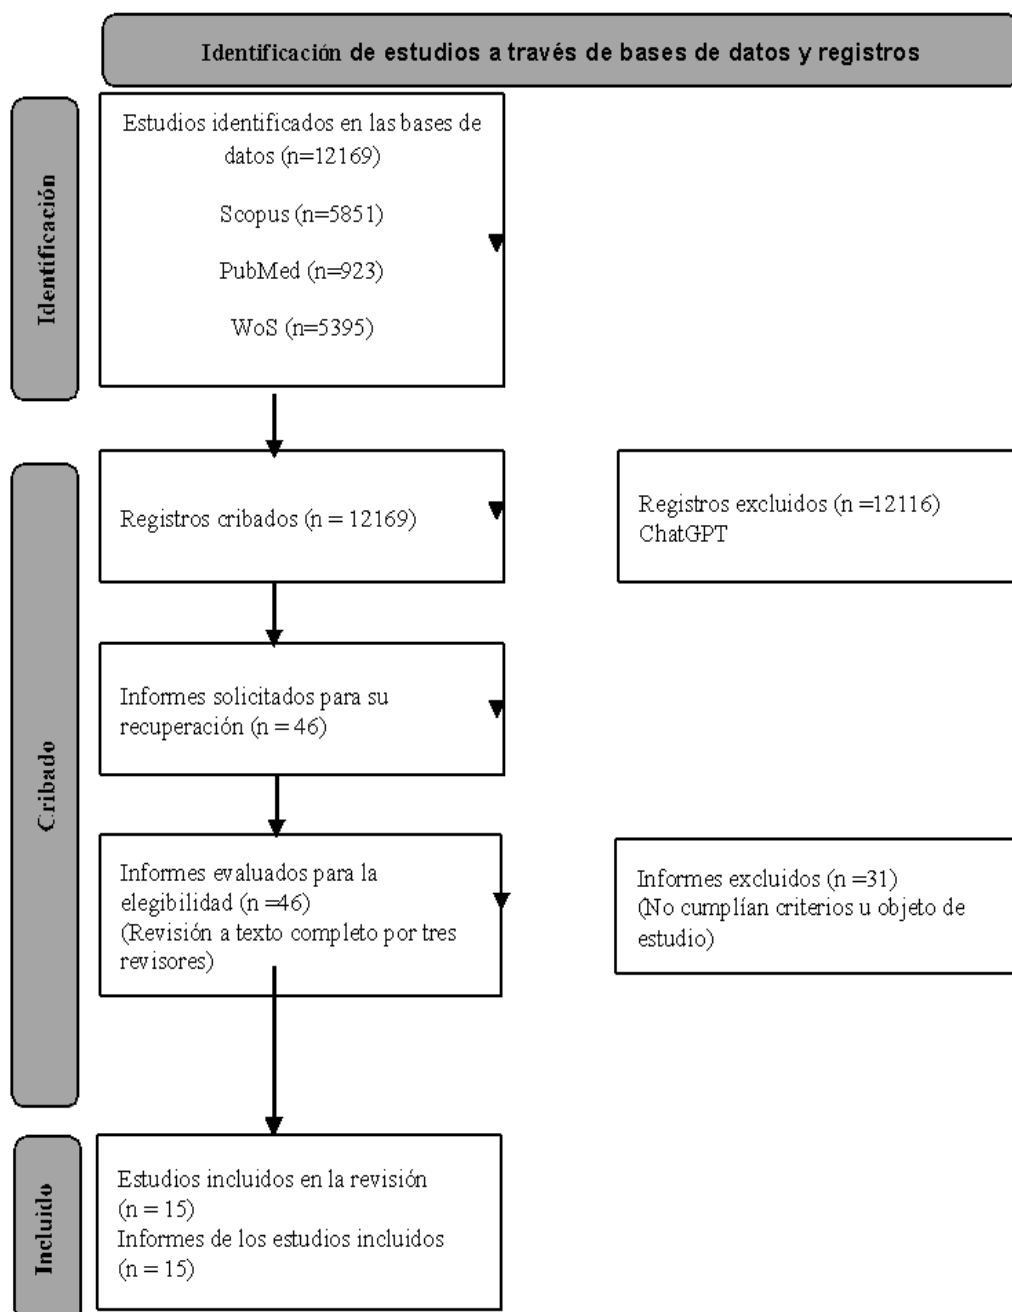 Identificación de estudios a través de bases de datos y registros
Identificación
Estudios identificados en las bases de
datos (n=12169)
Scopus (n=5851)
PubMed (n=923)
WoS (n=5395)
Cribado
Registros cribados (n = 12169)
Registros excluidos (n =12116)
ChatGPT
Informes solicitados para su
recuperación (n = 46)
Informes evaluados para la
elegibilidad (n =46)
(Revisión a texto completo por tres
revisores)
Informes excluidos (n =31)
(No cumplían criterios u objeto de
estudio)
Incluido
Estudios incluidos en la revisión
(n = 15)
Informes de los estudios incluidos
(n = 15)